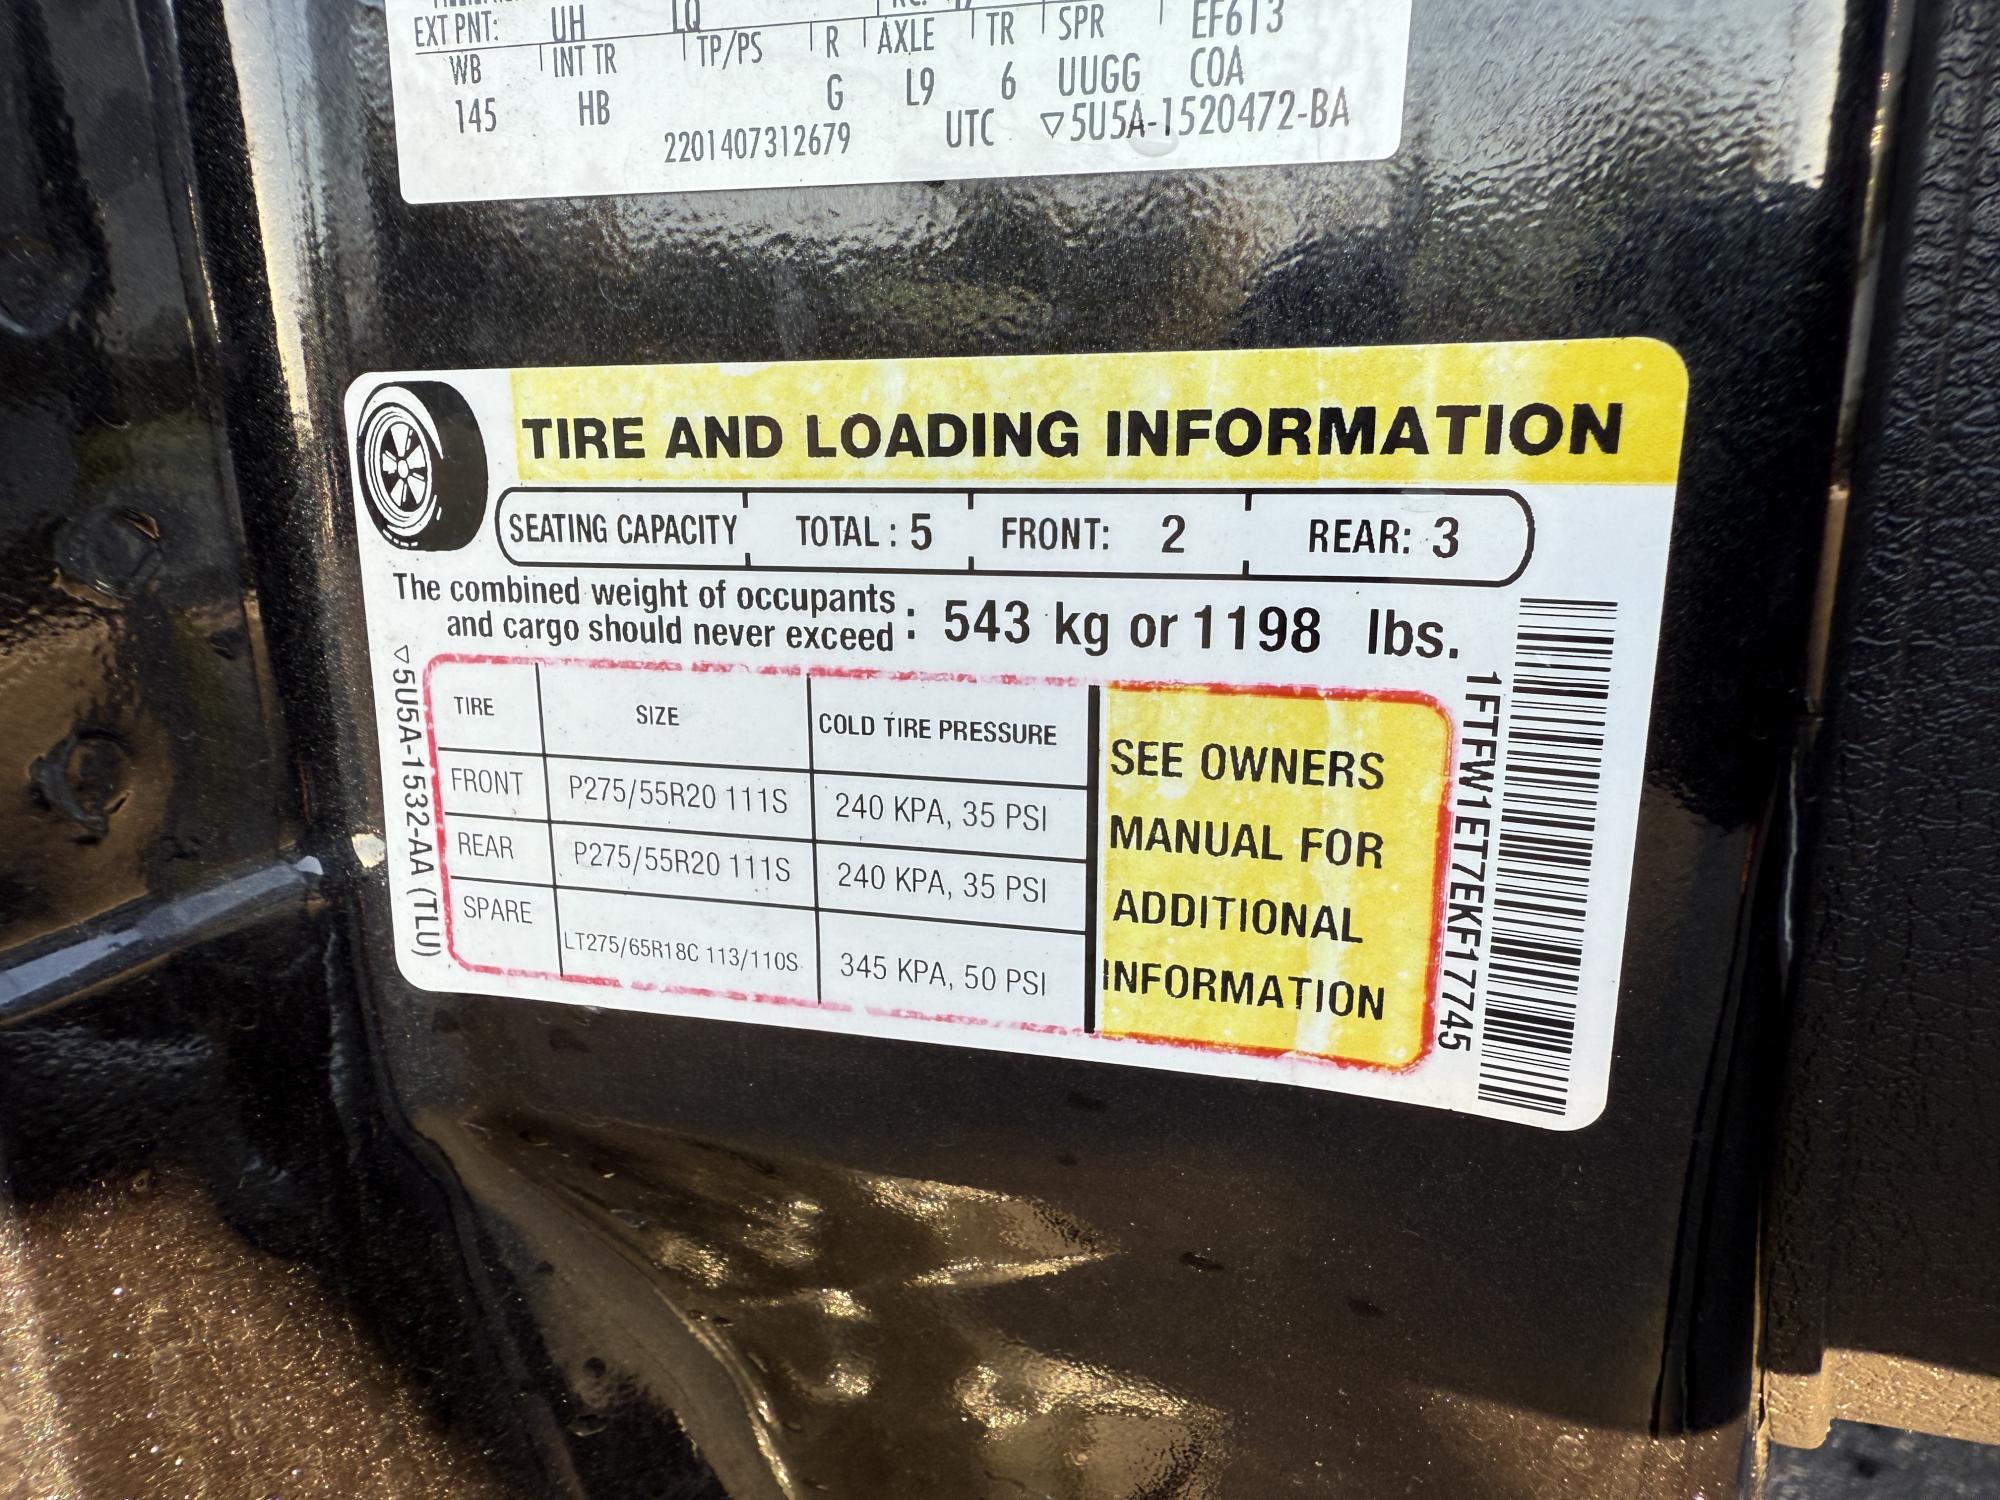 EXT PNT: UH LQ EF613
WB INT TR TP/PS R AXLE TR SPR
145 HB G L9 6 UUGG COA
2201407312679 UTC ▽5U5A-1520472-BA
TIRE AND LOADING INFORMATION
SEATING CAPACITY TOTAL : 5 FRONT: 2 REAR: 3
The combined weight of occupants
and cargo should never exceed : 543 kg or 1198 lbs.
TIRE SIZE COLD TIRE PRESSURE
FRONT P275/55R20 111S 240 KPA, 35 PSI
REAR P275/55R20 111S 240 KPA, 35 PSI
SPARE LT275/65R18C 113/110S 345 KPA, 50 PSI
SEE OWNERS
MANUAL FOR
ADDITIONAL
INFORMATION
▽5U5A-1532-AA (TLU)
1FTFW1ET7EKF17745